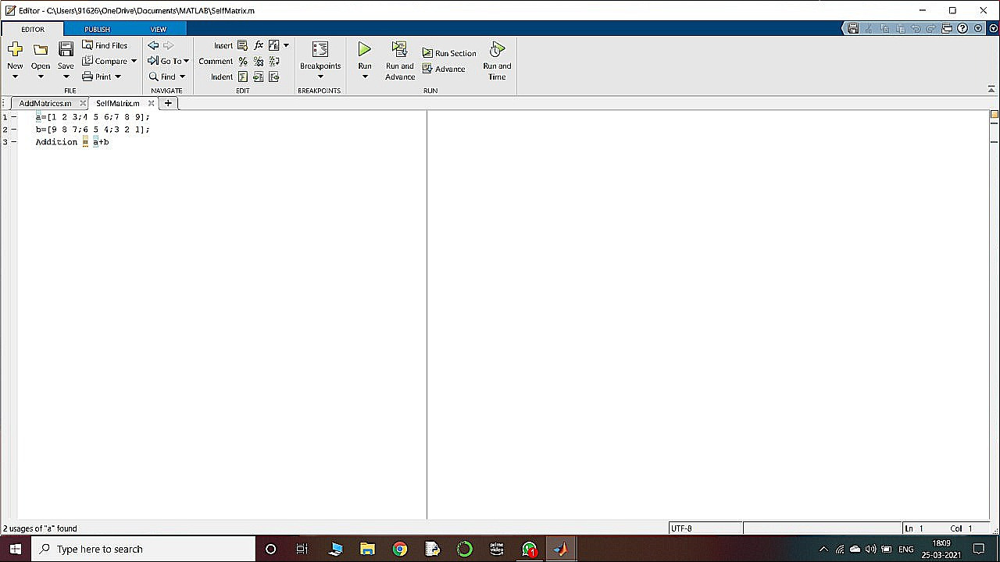 Editor - C:\Users\91626\OneDrive\Documents\MATLAB\SelfMatrix.m
EDITOR PUBLISH VIEW
New Open Save Find Files Compare Print
FILE
Go To Find
NAVIGATE
Insert fx
Comment %
Indent
EDIT
Breakpoints
BREAKPOINTS
Run Run and Advance Run Section Advance Run and Time
RUN
AddMatrices.m SelfMatrix.m
1 a=[1 2 3;4 5 6;7 8 9];
2 b=[9 8 7;6 5 4;3 2 1];
3 Addition = a+b
2 usages of "a" found UTF-8 Ln 1 Col 1
Type here to search prime video 1 ENG 18:09
25-03-2021